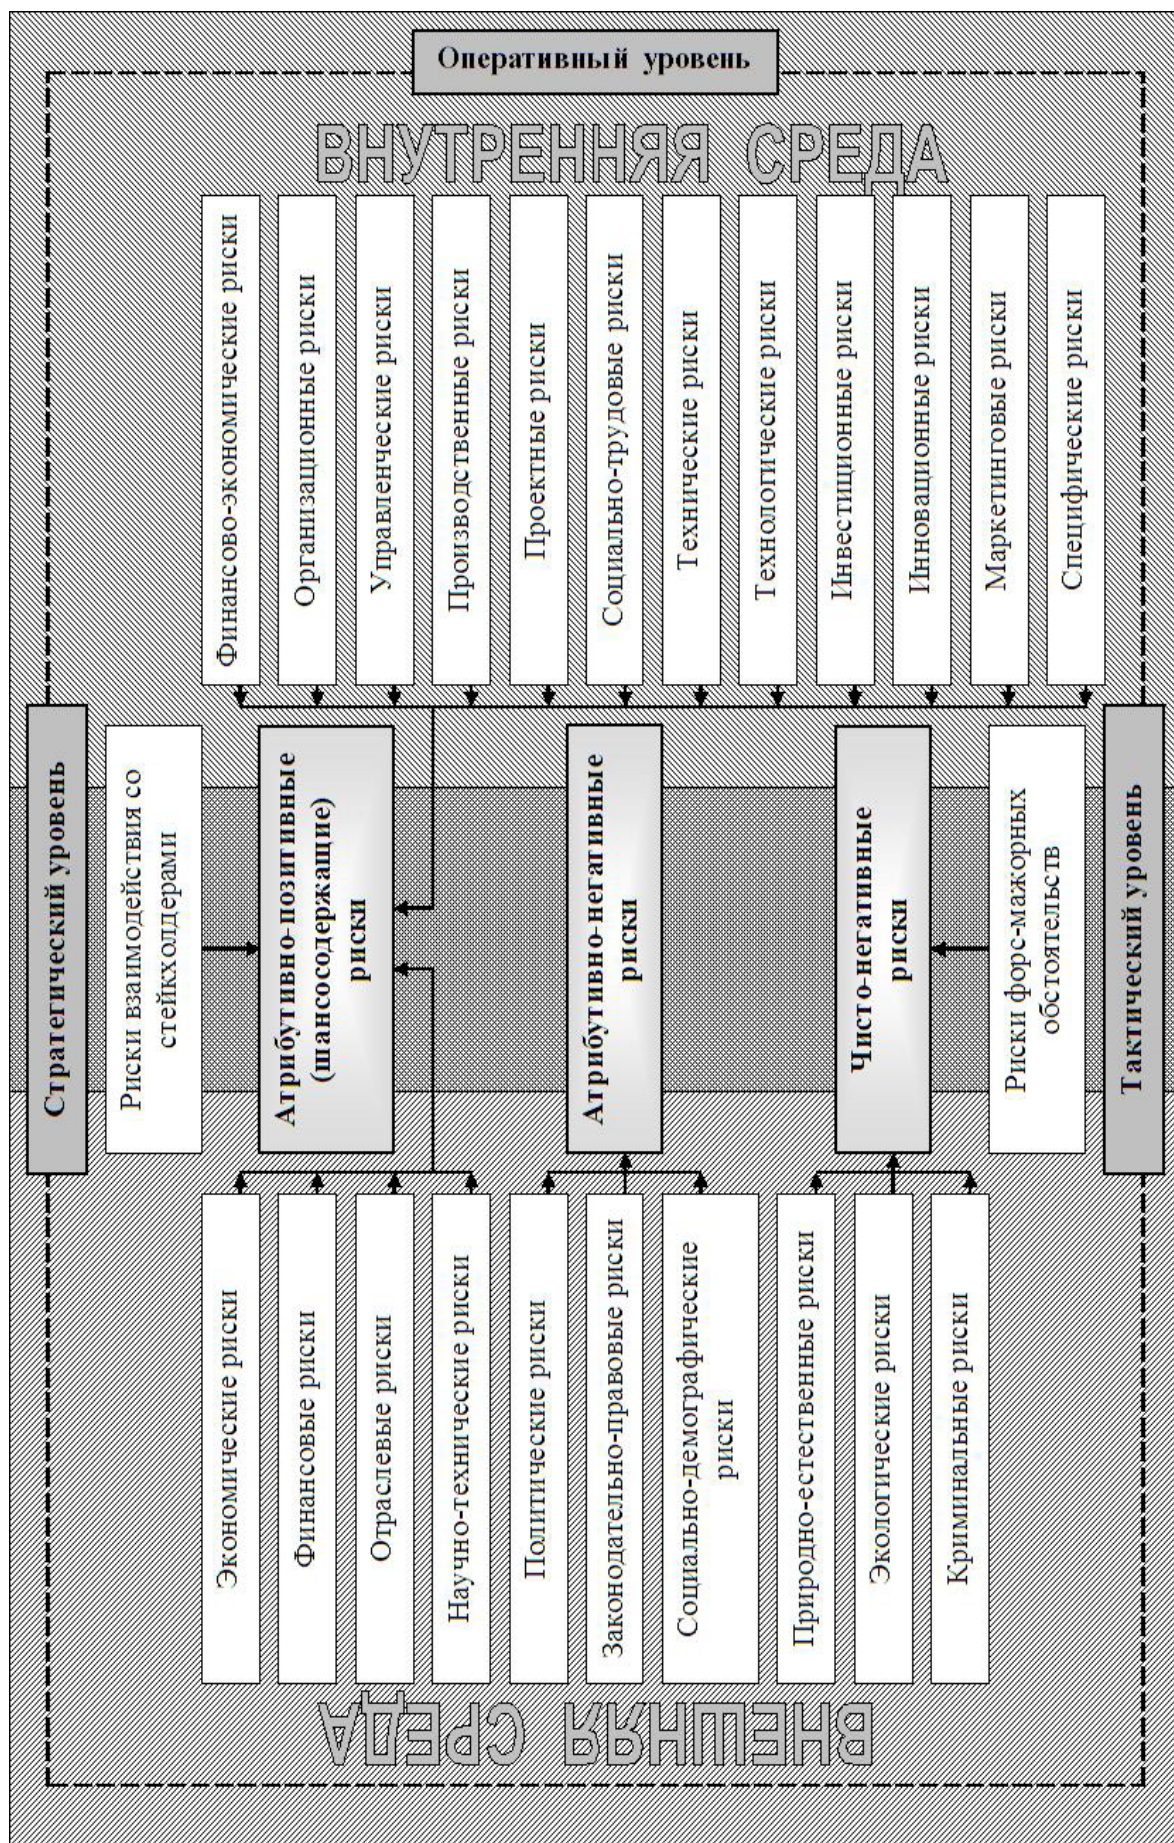 Стратегический уровень
Риски взаимодействия со
стейкхолдерами
ВНЕШНЯЯ СРЕДА
Экономические риски
Финансовые риски
Отраслевые риски
Научно-технические риски
Политические риски
Законодательно-правовые риски
Социально-демографические
риски
Природно-естественные риски
Экологические риски
Криминальные риски
Атрибутивно-позитивные
(шансосодержащие)
риски
Атрибутивно-негативные
риски
Чисто-негативные
риски
Риски форс-мажорных
обстоятельств
Финансово-экономические риски
Организационные риски
Управленческие риски
Производственные риски
Проектные риски
Социально-трудовые риски
Технические риски
Технологические риски
Инвестиционные риски
Инновационные риски
Маркетинговые риски
Специфические риски
ВНУТРЕННЯЯ СРЕДА
Оперативный уровень
Тактический уровень